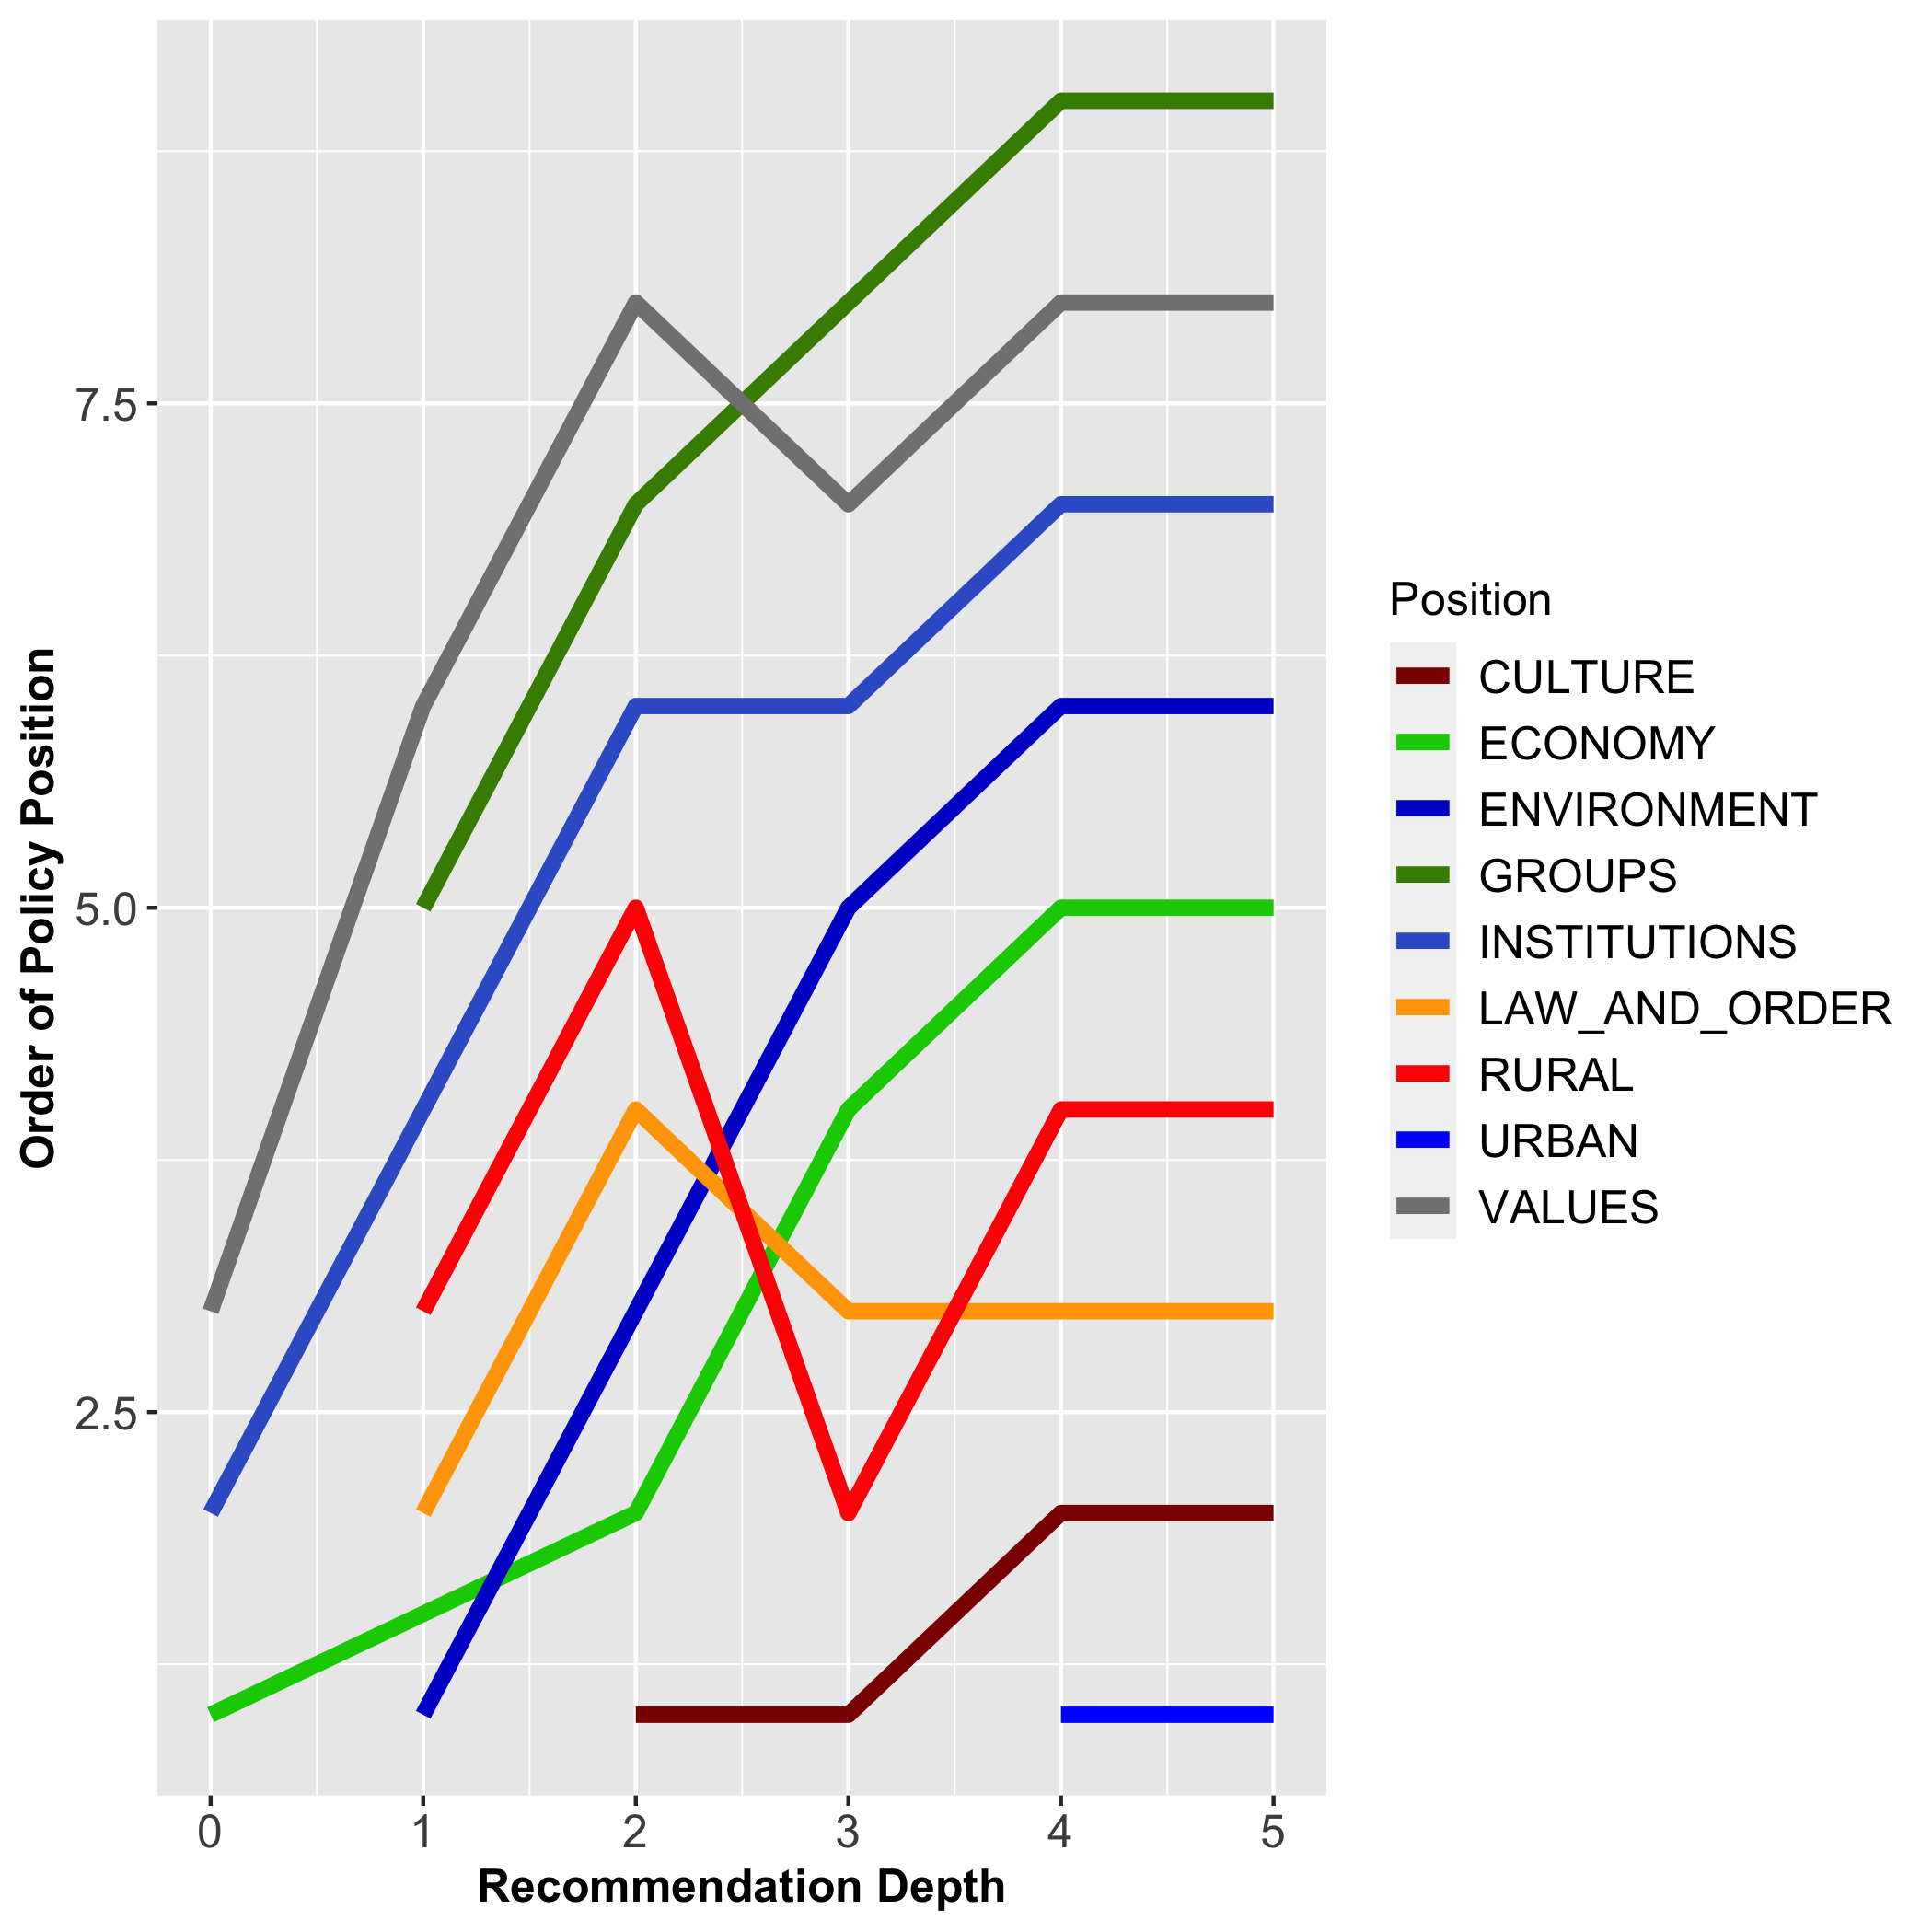 Order of Policy Position
7.5
5.0
2.5
0 1 2 3 4 5
Recommendation Depth
Position
CULTURE
ECONOMY
ENVIRONMENT
GROUPS
INSTITUTIONS
LAW_AND_ORDER
RURAL
URBAN
VALUES